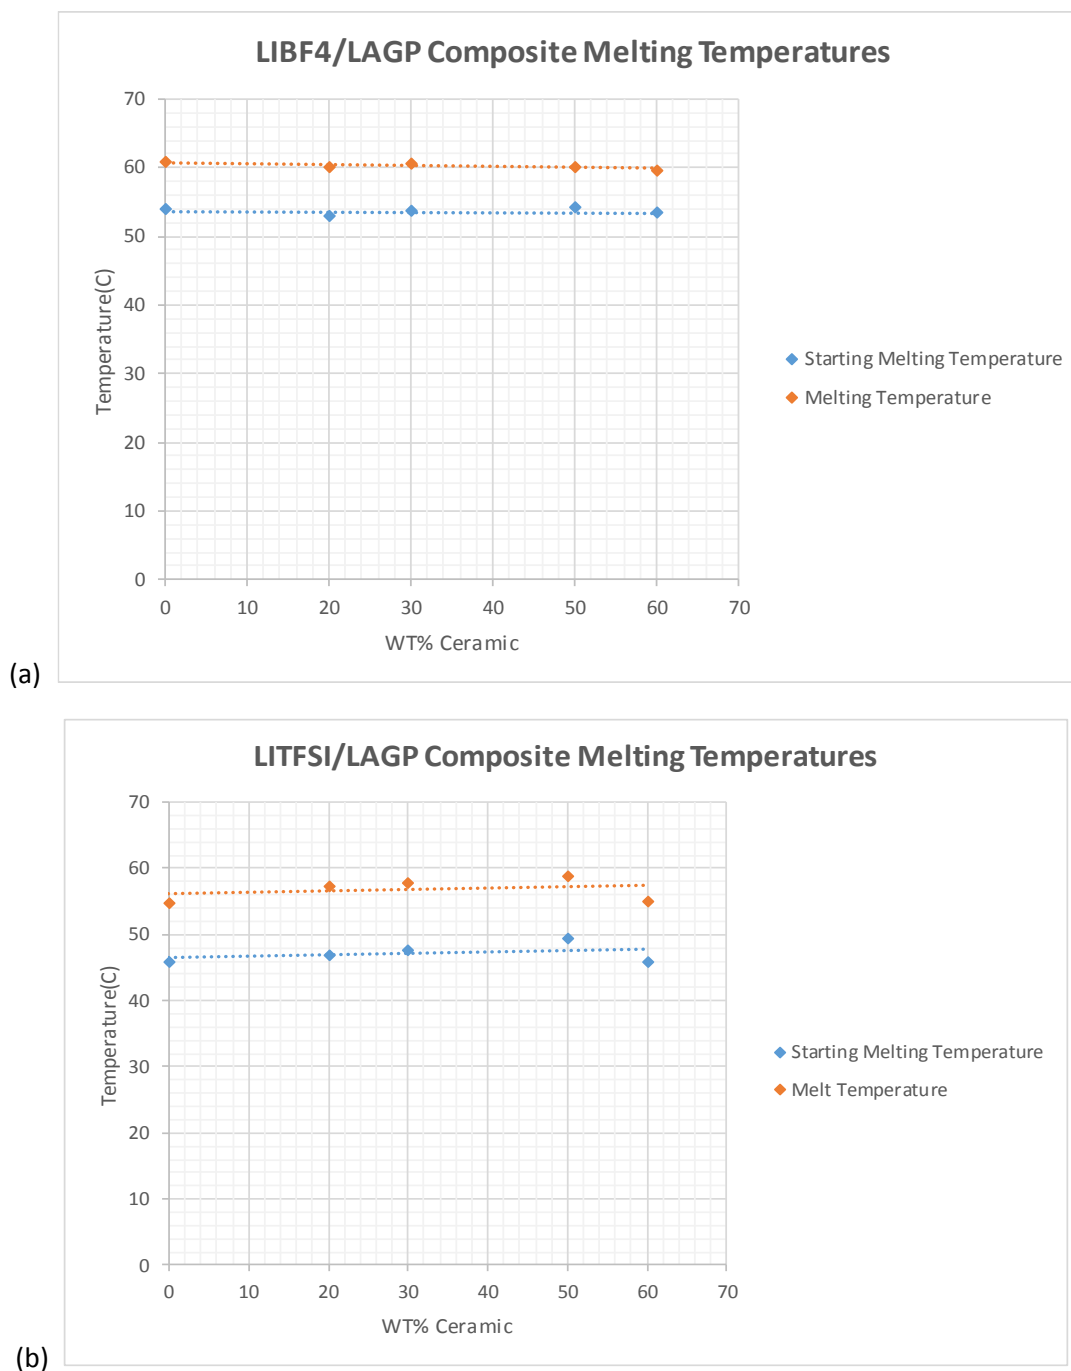 LIBF4/LAGP Composite Melting Temperatures
70
60
50
40
30
20
10
0
Temperature(C)
0 10 20 30 40 50 60 70
WT% Ceramic
Starting Melting Temperature
Melting Temperature
(a)
LITFSI/LAGP Composite Melting Temperatures
70
60
50
40
30
20
10
0
Temperature(C)
0 10 20 30 40 50 60 70
WT% Ceramic
Starting Melting Temperature
Melt Temperature
(b)